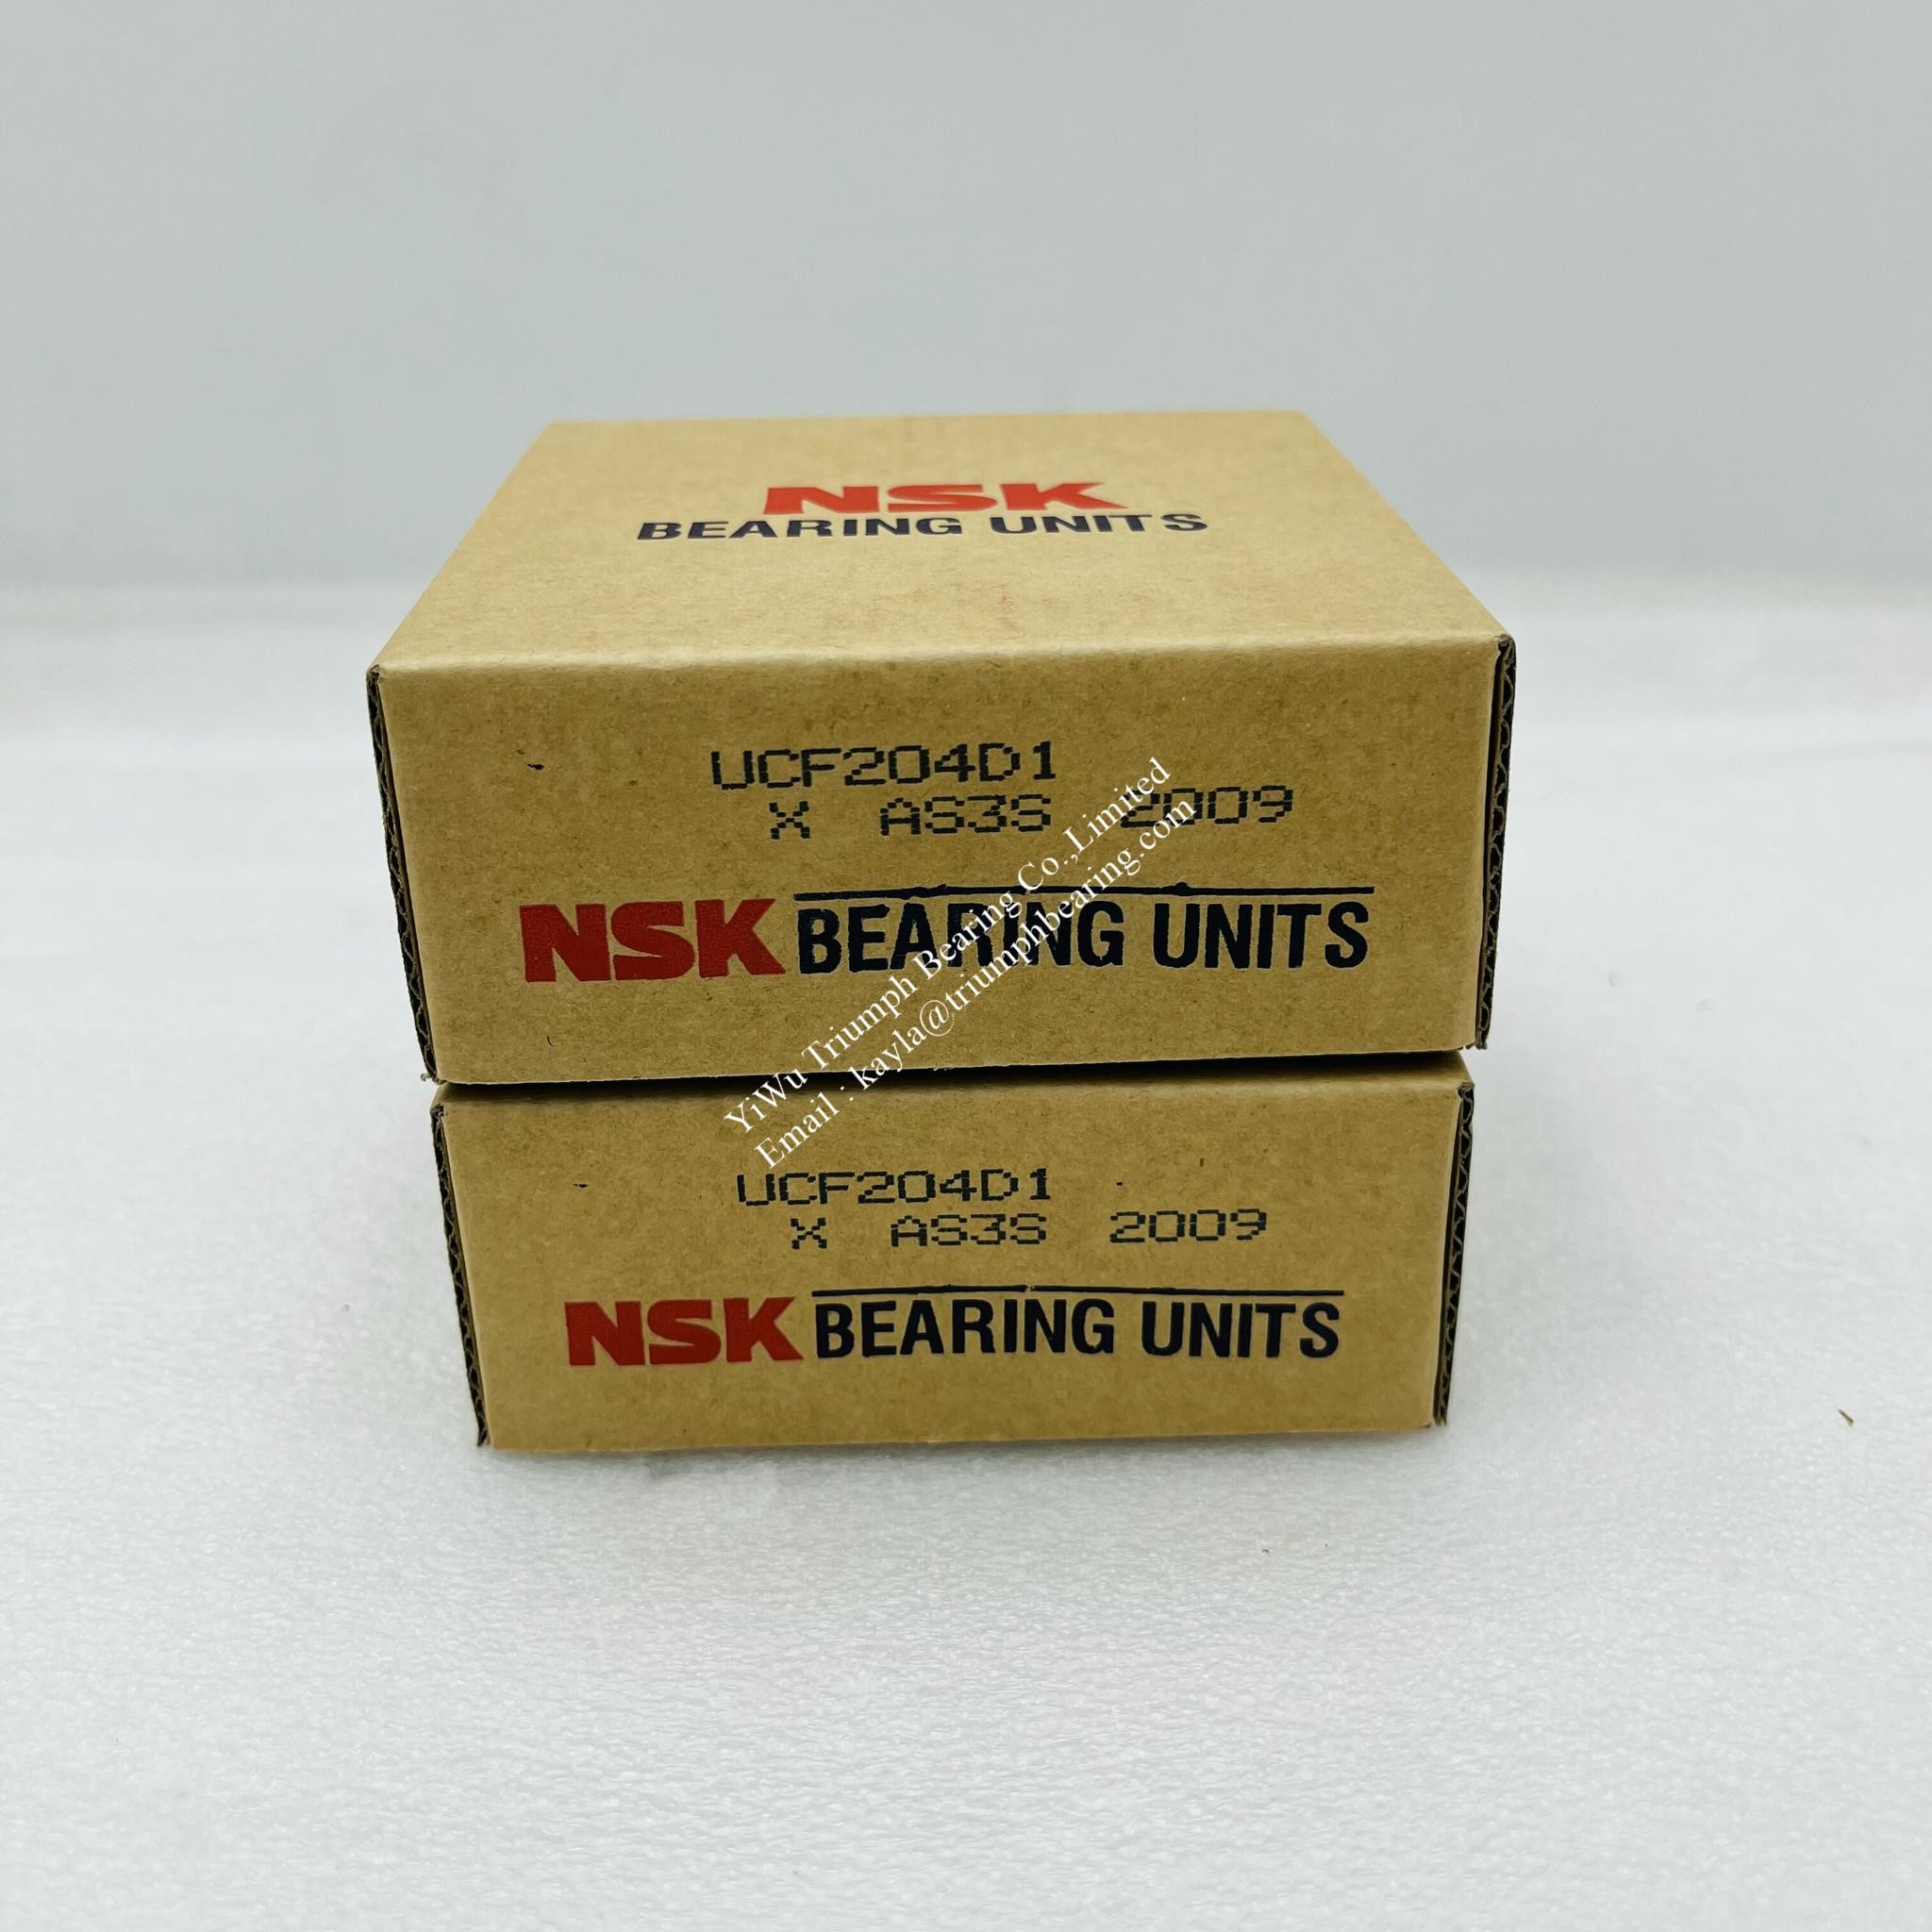 NSK
BEARING UNITS
UCF204D1
X AS3S 2009
NSK BEARING UNITS
YiWu Triumph Bearing Co.,Limited
Email : kayla@triumphbearing.com
UCF204D1
X AS3S 2009
NSK BEARING UNITS